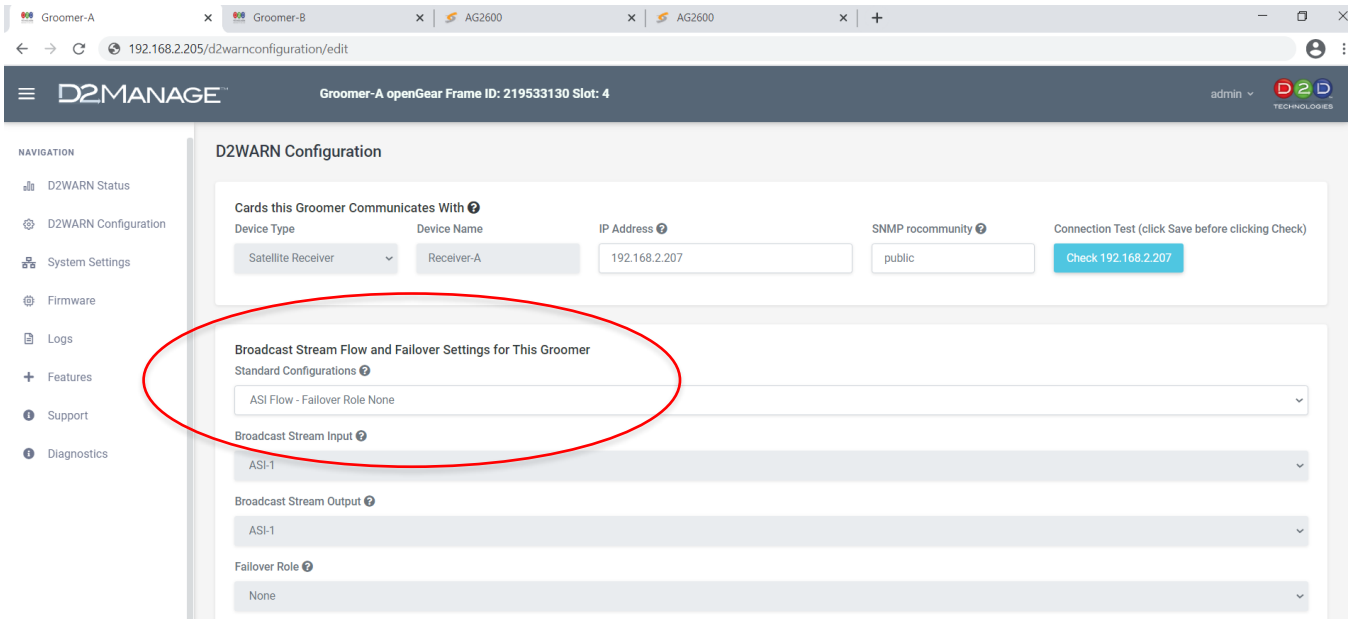 Groomer-A
Groomer-B
AG2600
AG2600
192.168.2.205/d2warnconfiguration/edit
D2MANAGE™
Groomer-A openGear Frame ID: 219533130 Slot: 4
admin
D2D
TECHNOLOGIES
NAVIGATION
D2WARN Status
D2WARN Configuration
System Settings
Firmware
Logs
Features
Support
Diagnostics
D2WARN Configuration
Cards this Groomer Communicates With
Device Type Device Name IP Address SNMP rocommunity Connection Test (click Save before clicking Check)
Satellite Receiver Receiver-A 192.168.2.207 public Check 192.168.2.207
Broadcast Stream Flow and Failover Settings for This Groomer
Standard Configurations
ASI Flow - Failover Role None
Broadcast Stream Input
ASI-1
Broadcast Stream Output
ASI-1
Failover Role
None